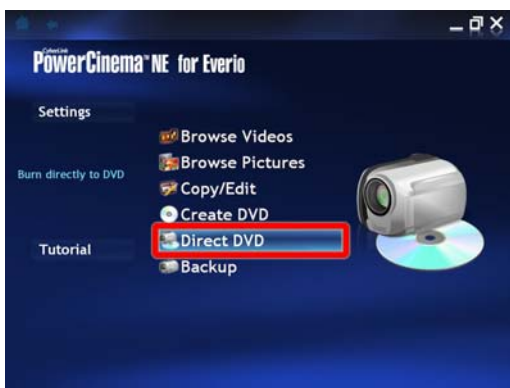 CyberLink
PowerCinema™ NE for Everio
Settings
Browse Videos
Browse Pictures
Burn directly to DVD
Copy/Edit
Create DVD
Direct DVD
Tutorial
Backup